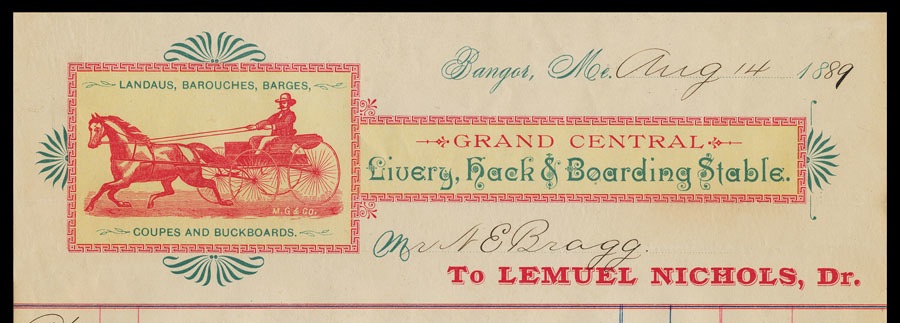 Bangor, Me. Aug 14 1889
LANDAUS, BAROUCHES, BARGES,
M.G & CO.
COUPES AND BUCKBOARDS.
GRAND CENTRAL
Livery, Hack & Boarding Stable.
Mr N E Bragg.
To LEMUEL NICHOLS, Dr.